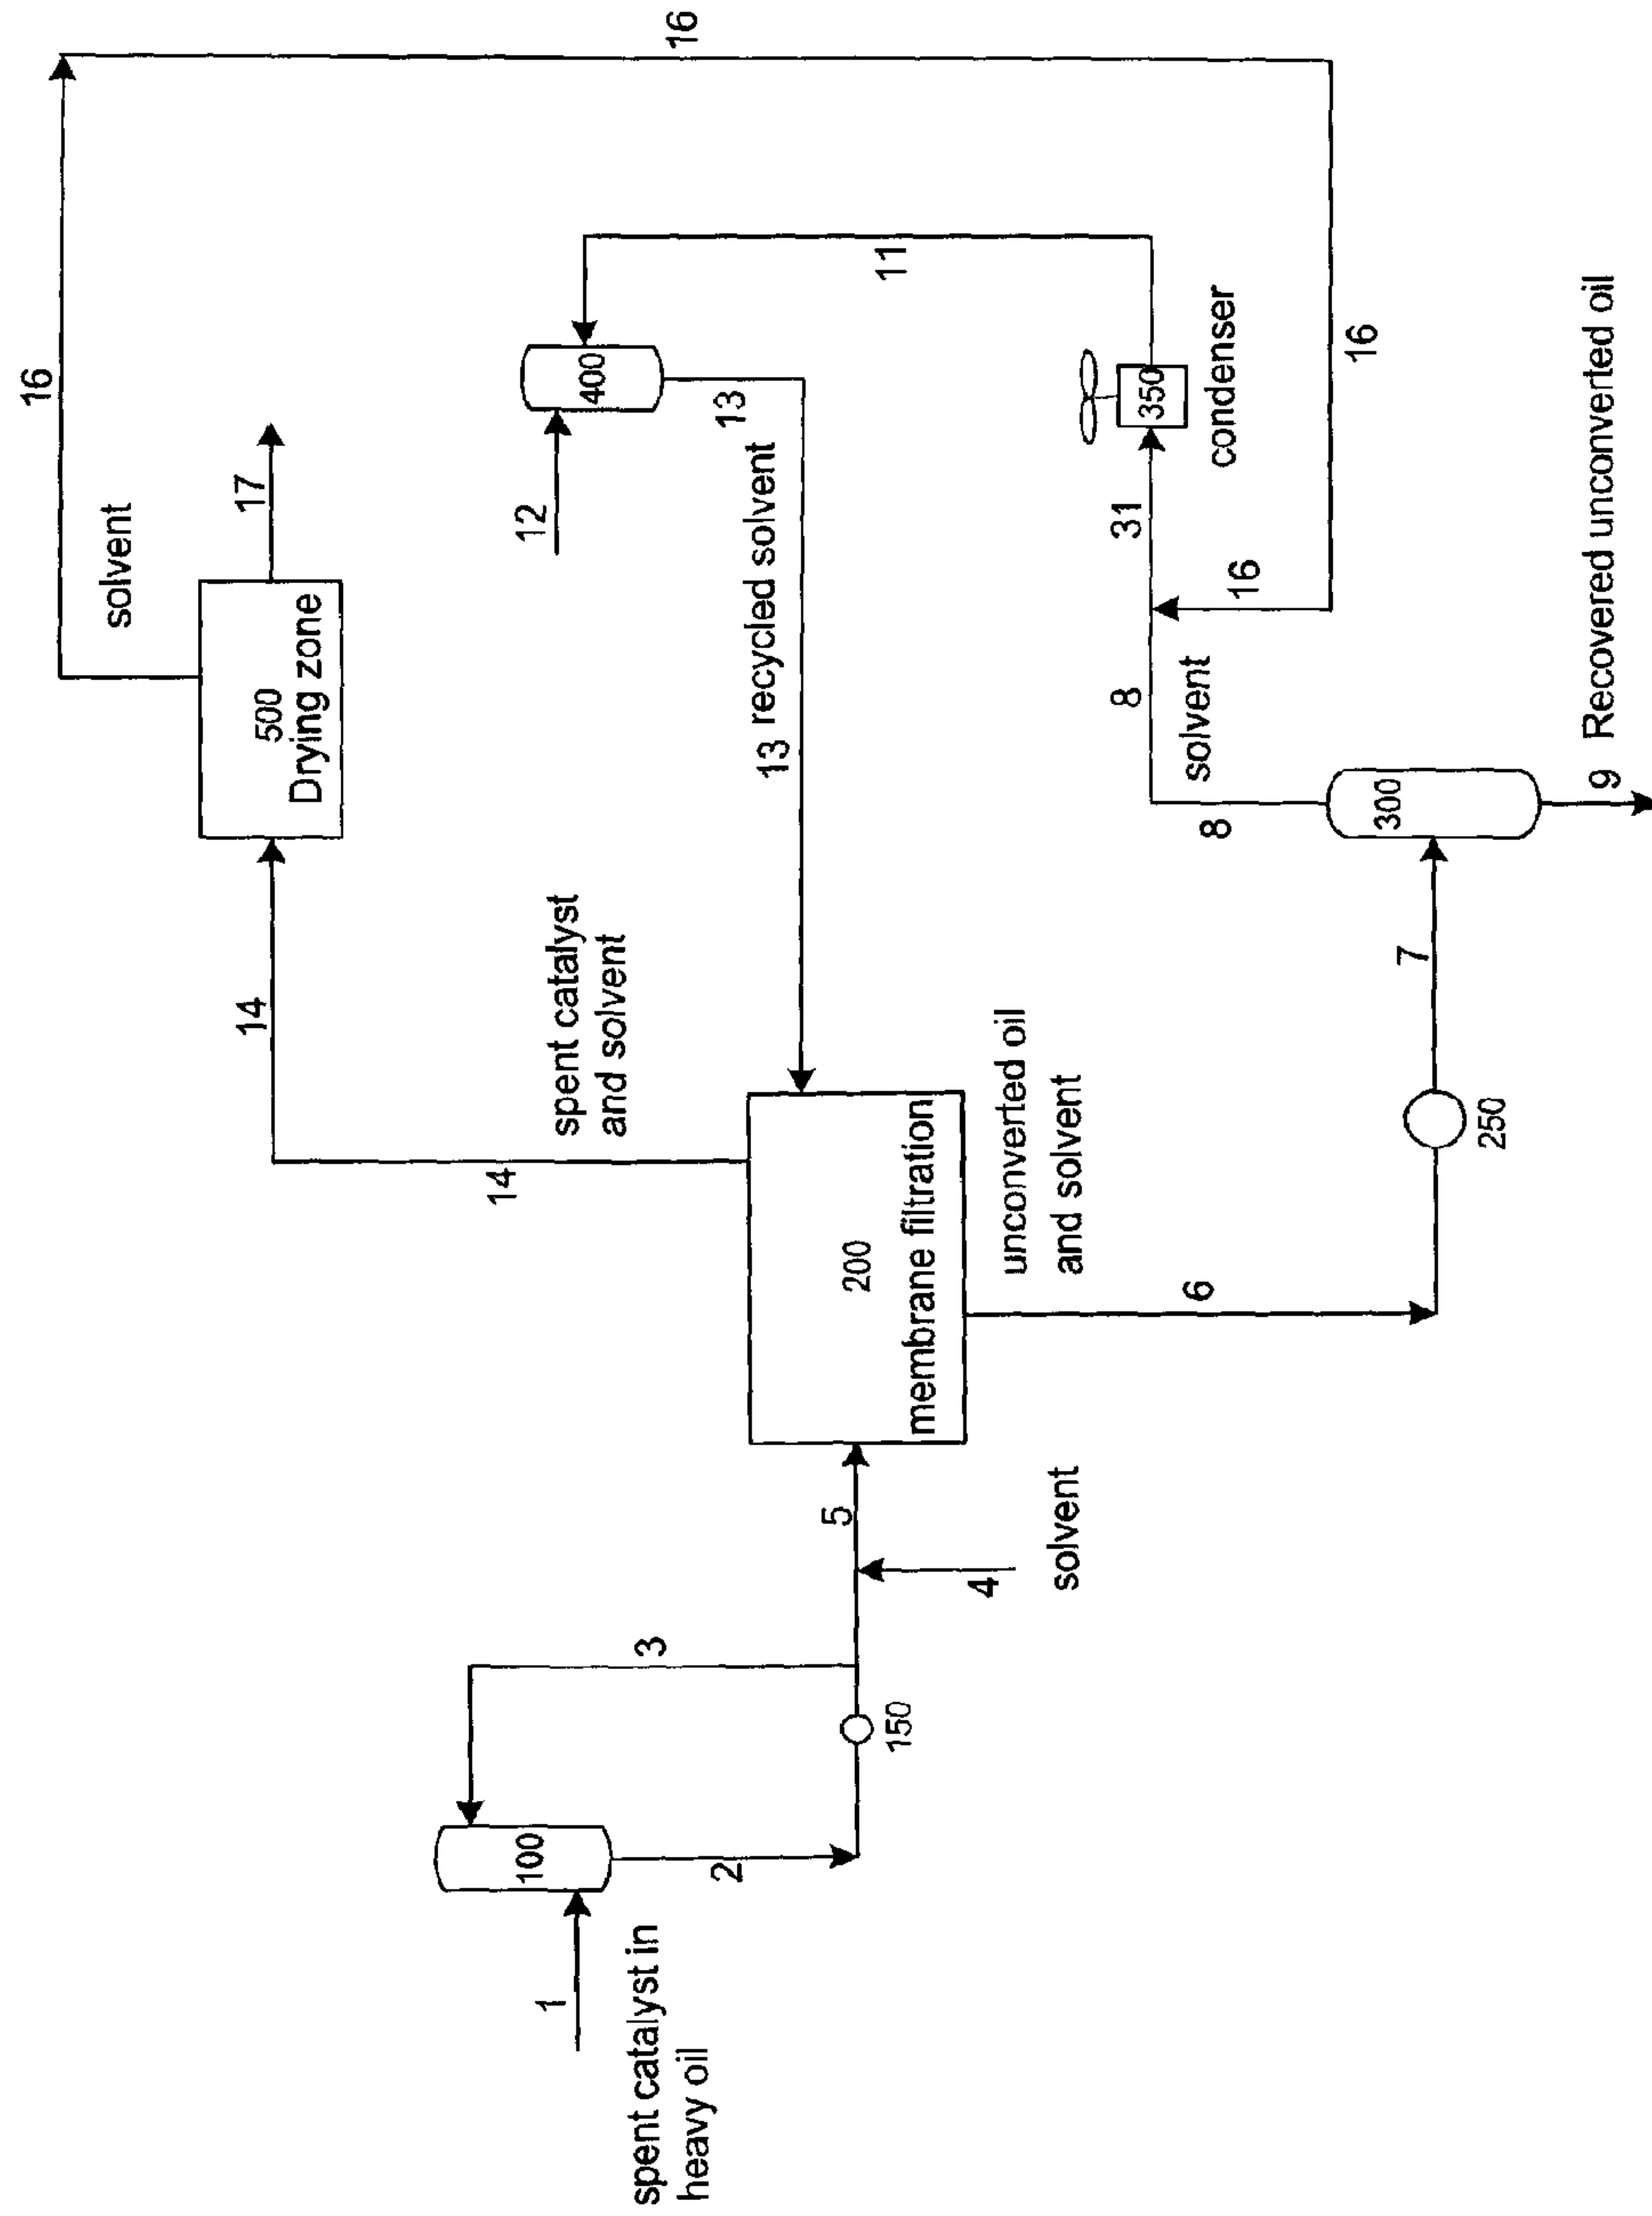 16
16
solvent
17
500
Drying zone
14
14
spent catalyst
and solvent
12
400
13
11
13 recycled solvent
200
membrane filtration
unconverted oil
and solvent
31
350
condenser
8
solvent
16
16
8
300
9 Recovered unconverted oil
7
250
6
5
4
solvent
3
150
2
100
1
spent catalyst in
heavy oil